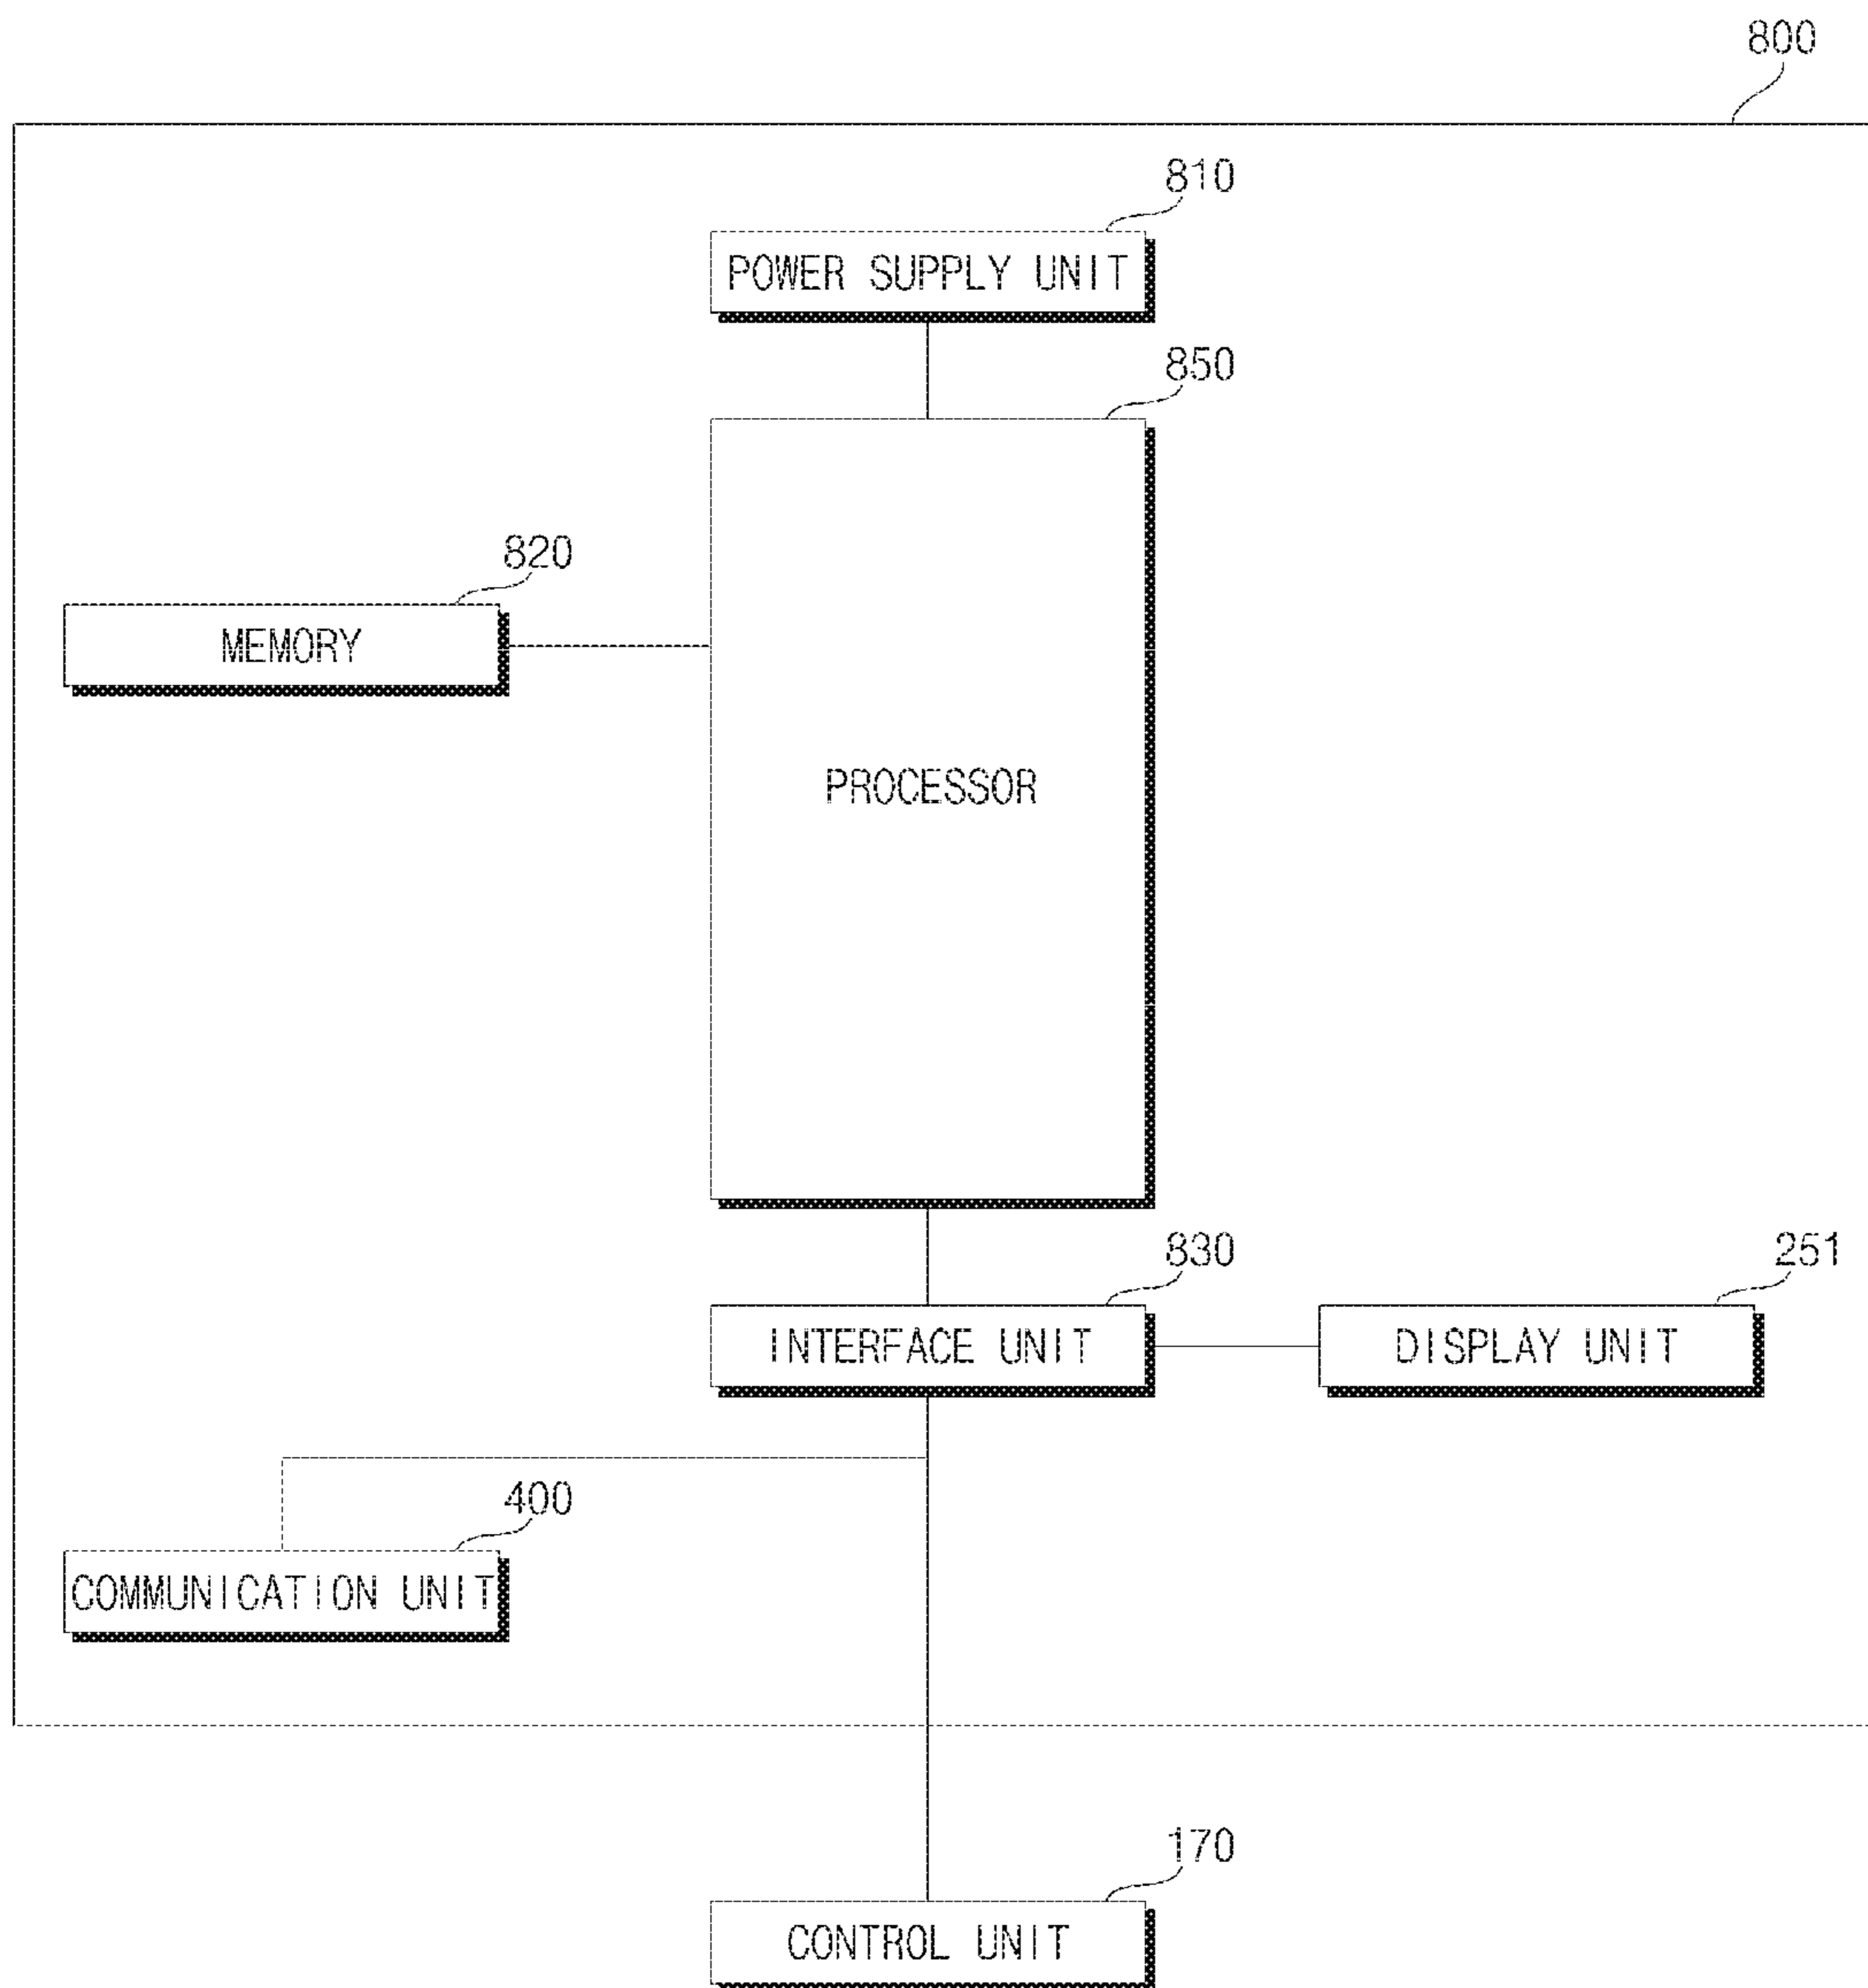 800
810
POWER SUPPLY UNIT
850
820
MEMORY
PROCESSOR
830
251
INTERFACE UNIT
DISPLAY UNIT
400
COMMUNICATION UNIT
170
CONTROL UNIT